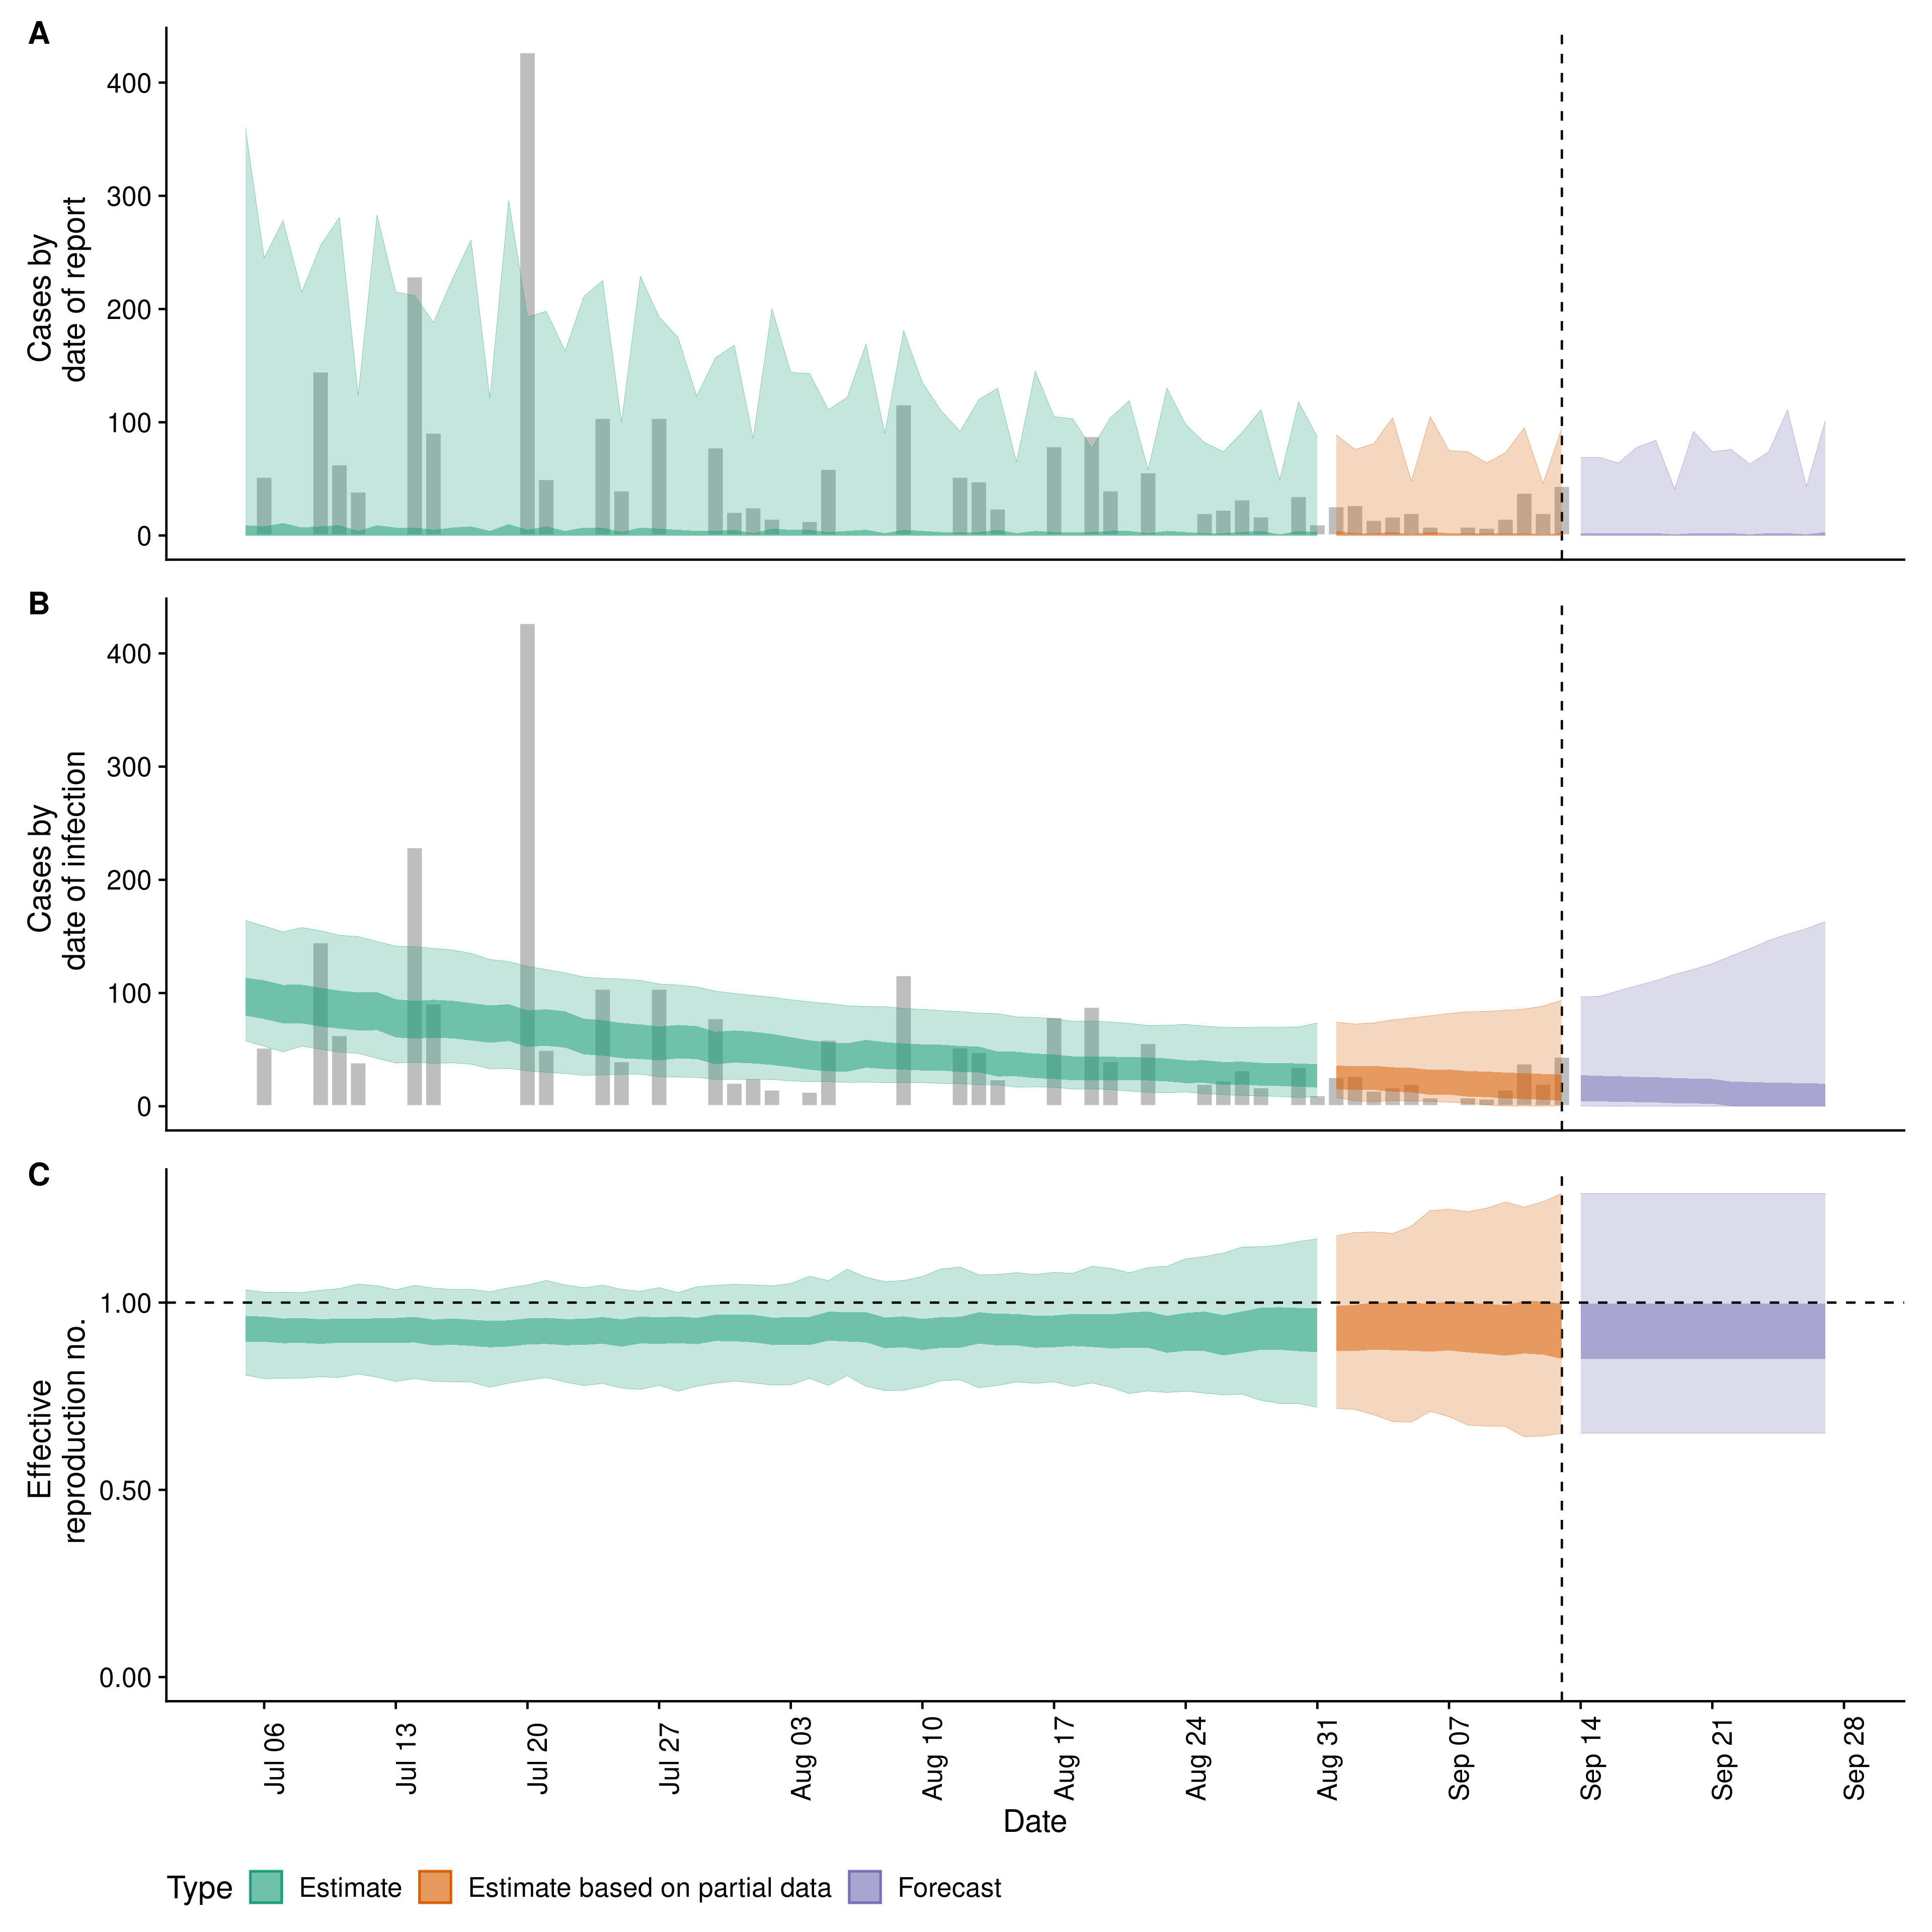 A
Cases by
date of report
400
300
200
100
0
B
Cases by
date of infection
400
300
200
100
0
C
Effective
reproduction no.
1.00
0.50
0.00
Jul 06
Jul 13
Jul 20
Jul 27
Aug 03
Aug 10
Aug 17
Aug 24
Aug 31
Sep 07
Sep 14
Sep 21
Sep 28
Date
Type Estimate Estimate based on partial data Forecast